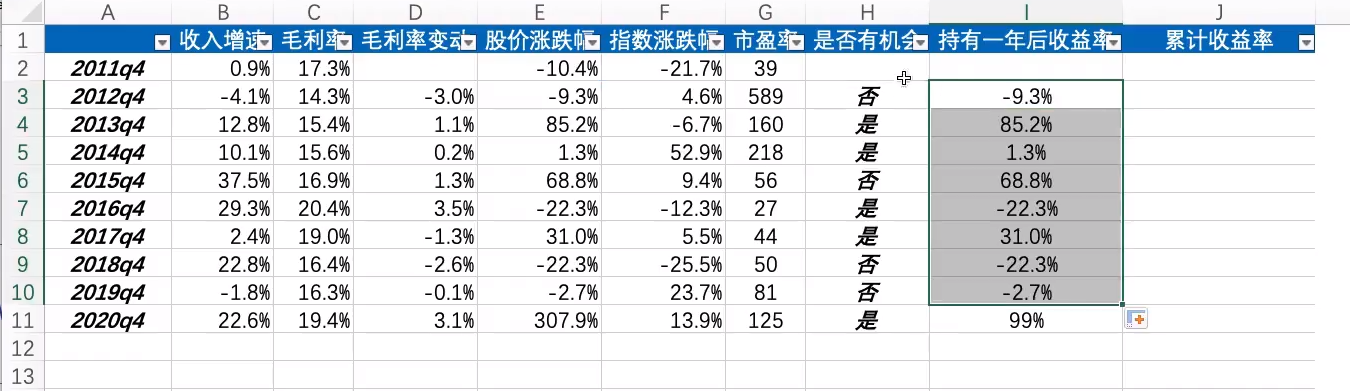 A B C D E F G H I J
1 收入增速 毛利率 毛利率变动 股价涨跌幅 指数涨跌幅 市盈率 是否有机会 持有一年后收益率 累计收益率
2 2011q4 0.9% 17.3% -10.4% -21.7% 39
3 2012q4 -4.1% 14.3% -3.0% -9.3% 4.6% 589 否 -9.3%
4 2013q4 12.8% 15.4% 1.1% 85.2% -6.7% 160 是 85.2%
5 2014q4 10.1% 15.6% 0.2% 1.3% 52.9% 218 是 1.3%
6 2015q4 37.5% 16.9% 1.3% 68.8% 9.4% 56 否 68.8%
7 2016q4 29.3% 20.4% 3.5% -22.3% -12.3% 27 是 -22.3%
8 2017q4 2.4% 19.0% -1.3% 31.0% 5.5% 44 是 31.0%
9 2018q4 22.8% 16.4% -2.6% -22.3% -25.5% 50 否 -22.3%
10 2019q4 -1.8% 16.3% -0.1% -2.7% 23.7% 81 否 -2.7%
11 2020q4 22.6% 19.4% 3.1% 307.9% 13.9% 125 是 99%
12
13